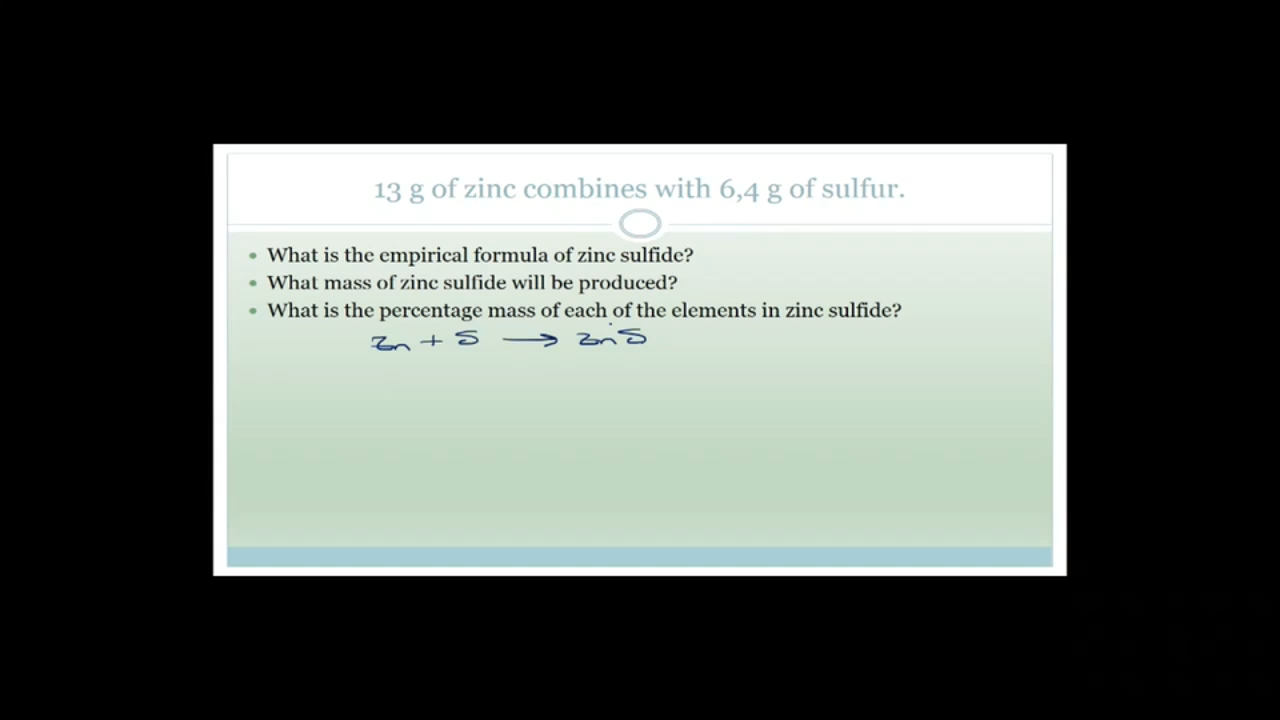 13 g of zinc combines with 6,4 g of sulfur.
• What is the empirical formula of zinc sulfide?
• What mass of zinc sulfide will be produced?
• What is the percentage mass of each of the elements in zinc sulfide?
Zn + S → ZnS